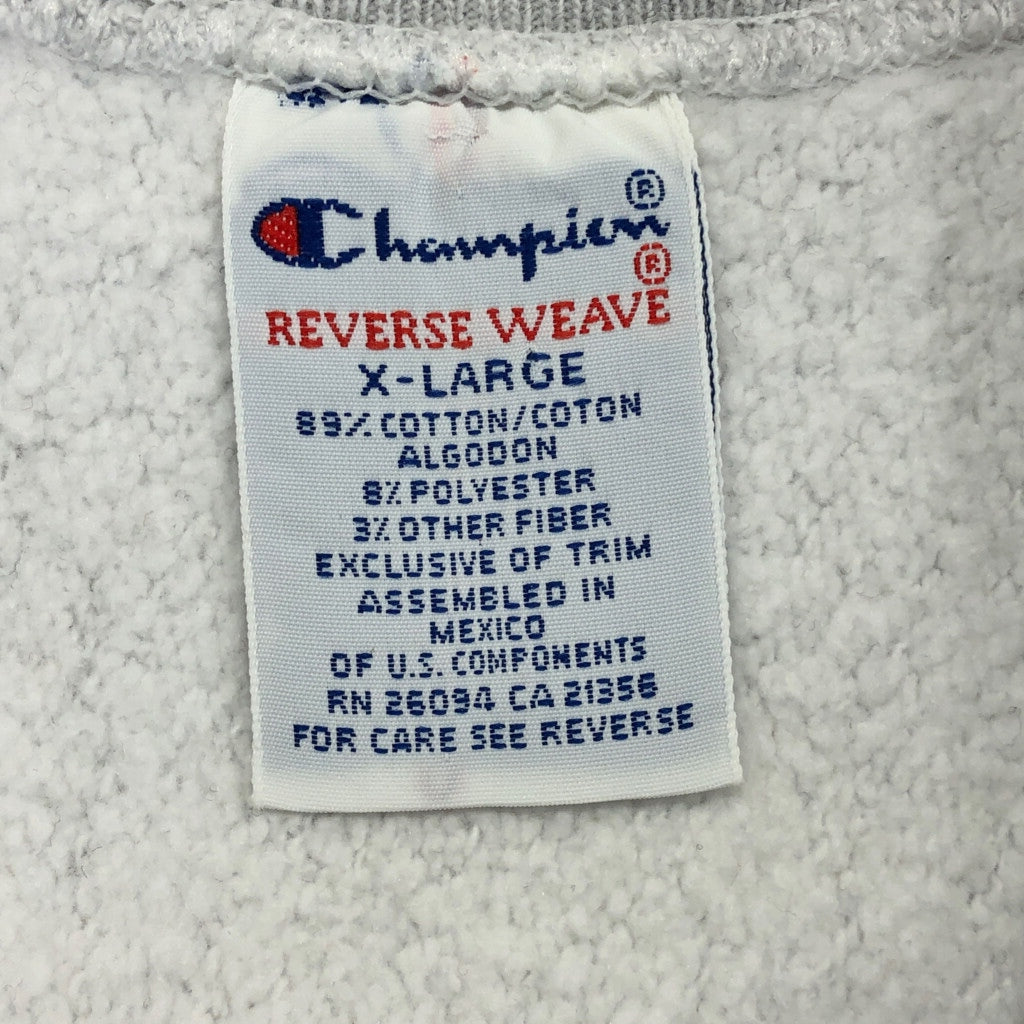 Champion®
REVERSE WEAVE®
X-LARGE
89% COTTON/COTON
ALGODON
8% POLYESTER
3% OTHER FIBER
EXCLUSIVE OF TRIM
ASSEMBLED IN
MEXICO
OF U.S. COMPONENTS
RN 26094 CA 21356
FOR CARE SEE REVERSE